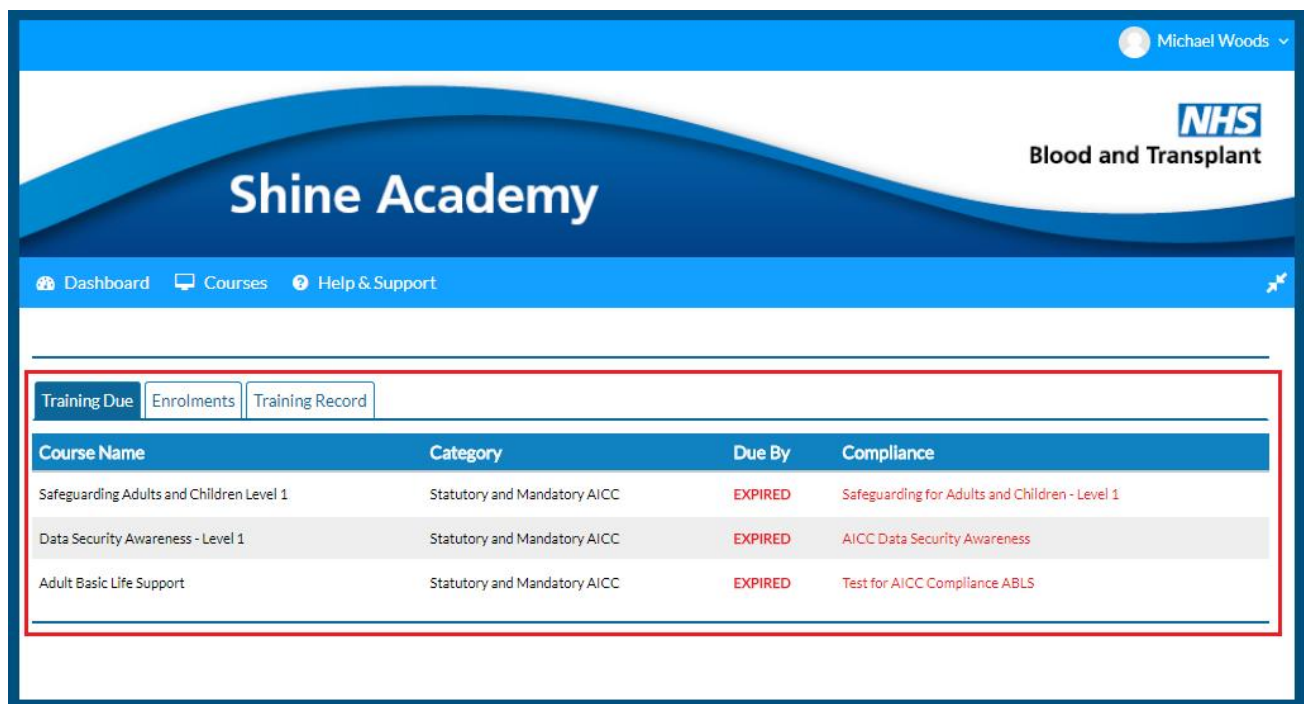 Michael Woods
NHS
Blood and Transplant
Shine Academy
Dashboard Courses Help & Support
Training Due Enrolments Training Record
Course Name Category Due By Compliance
Safeguarding Adults and Children Level 1 Statutory and Mandatory AICC EXPIRED Safeguarding for Adults and Children - Level 1
Data Security Awareness - Level 1 Statutory and Mandatory AICC EXPIRED AICC Data Security Awareness
Adult Basic Life Support Statutory and Mandatory AICC EXPIRED Test for AICC Compliance ABLS